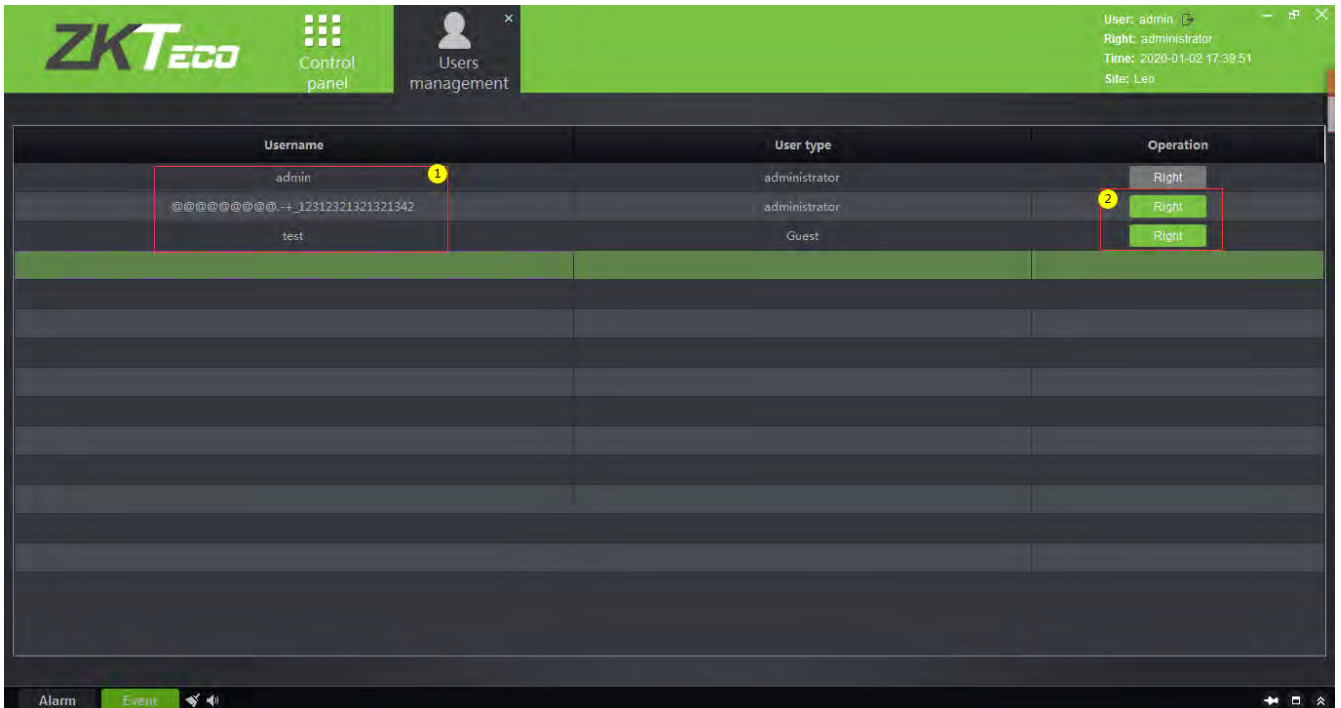 ZKTECO
Control
panel
×
Users
management
User: admin
Right: administrator
Time: 2020-01-02 17:39:51
Site: Leo
Username User type Operation
admin 1 administrator Right
@@@@@@@@@.-+_12312321321321342 administrator 2 Right
test Guest Right
Alarm Event